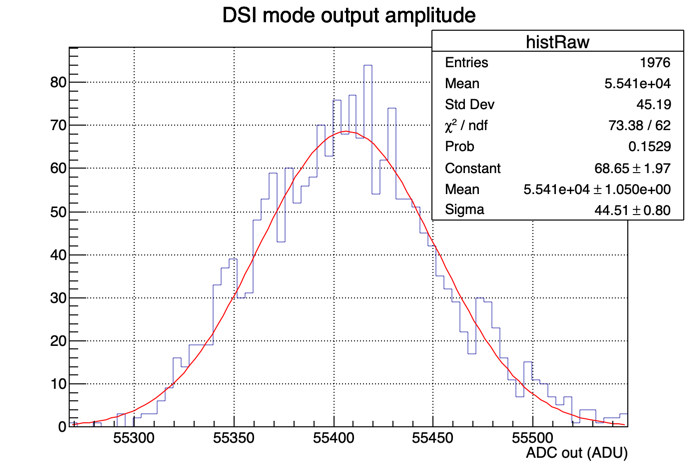 DSI mode output amplitude
histRaw
Entries 1976
Mean 5.541e+04
Std Dev 45.19
χ² / ndf 73.38 / 62
Prob 0.1529
Constant 68.65 ± 1.97
Mean 5.541e+04 ± 1.050e+00
Sigma 44.51 ± 0.80
80
70
60
50
40
30
20
10
0
55300 55350 55400 55450 55500
ADC out (ADU)